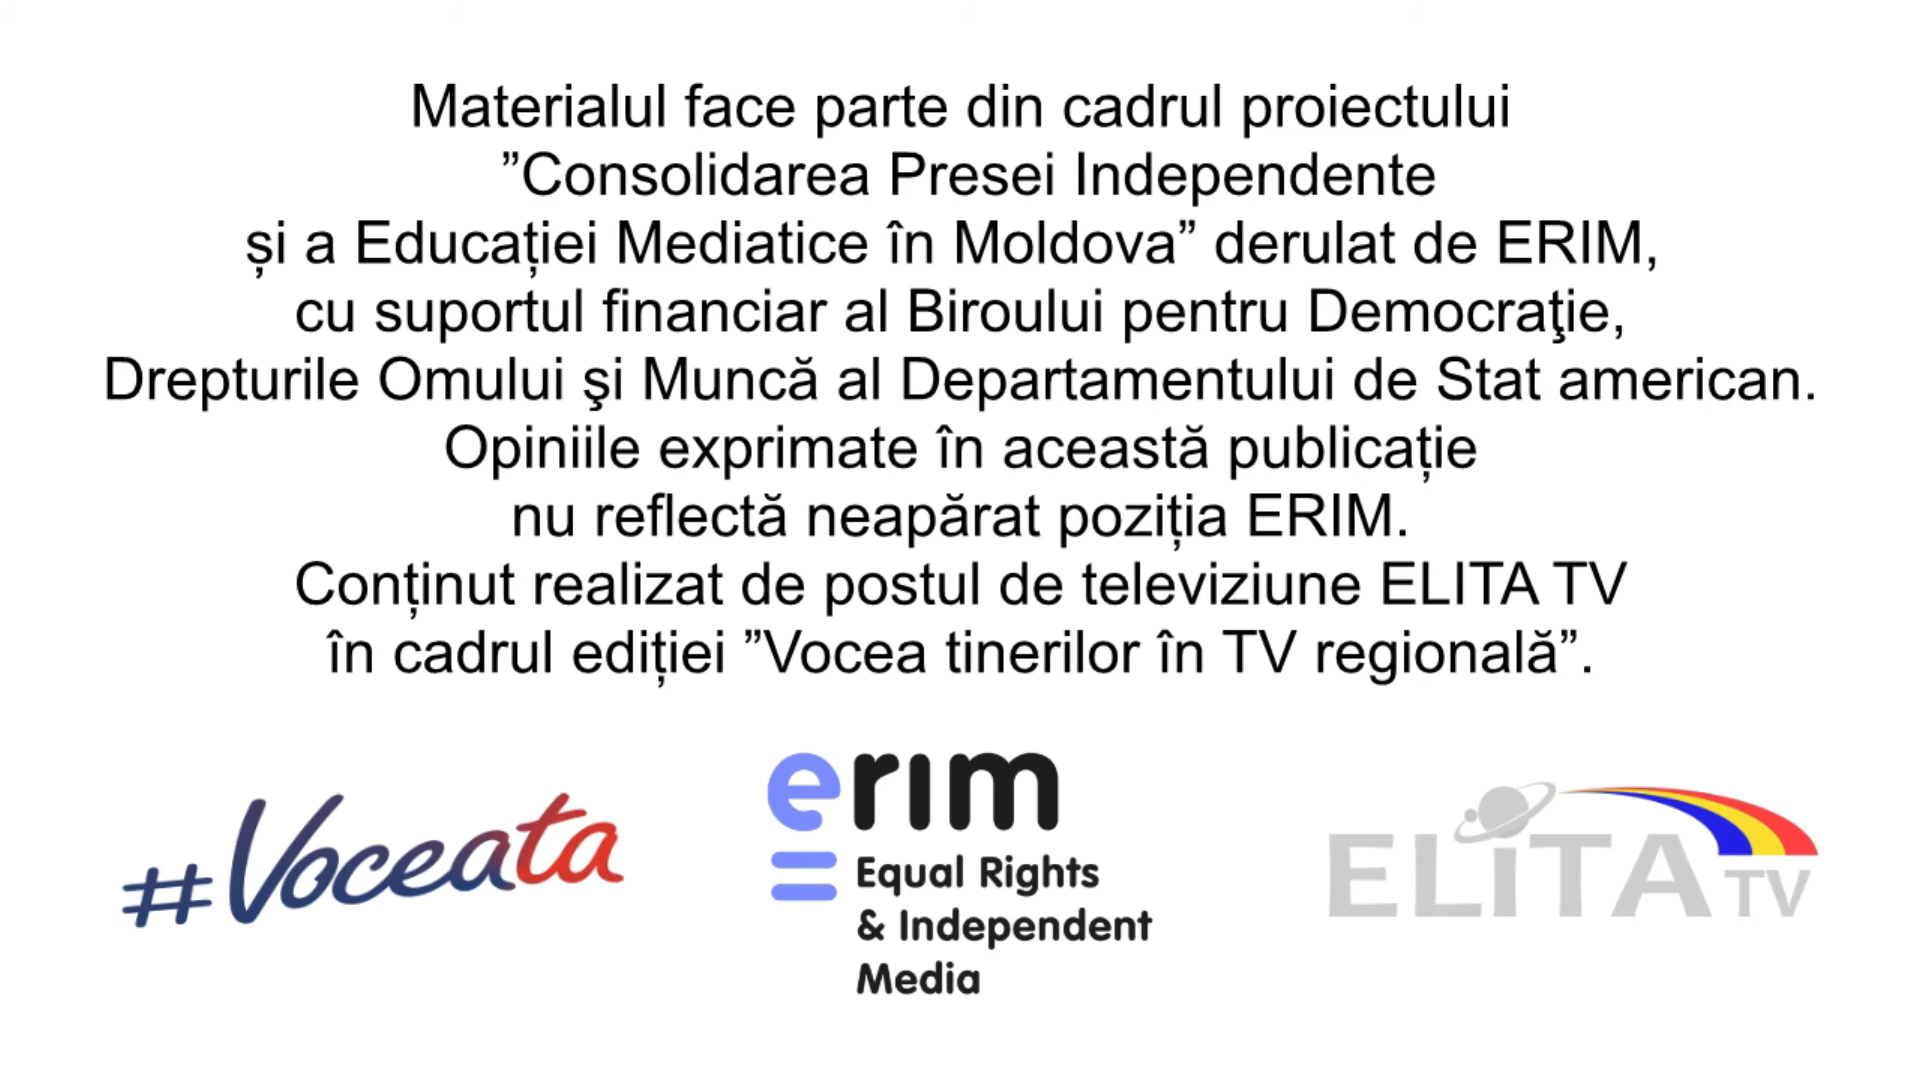 Materialul face parte din cadrul proiectului
”Consolidarea Presei Independente
și a Educației Mediatice în Moldova” derulat de ERIM,
cu suportul financiar al Biroului pentru Democraţie,
Drepturile Omului şi Muncă al Departamentului de Stat american.
Opiniile exprimate în această publicație
nu reflectă neapărat poziția ERIM.
Conținut realizat de postul de televiziune ELITA TV
în cadrul ediției ”Vocea tinerilor în TV regională”.
#Voceata
erim
Equal Rights
& Independent
Media
ELiTA TV